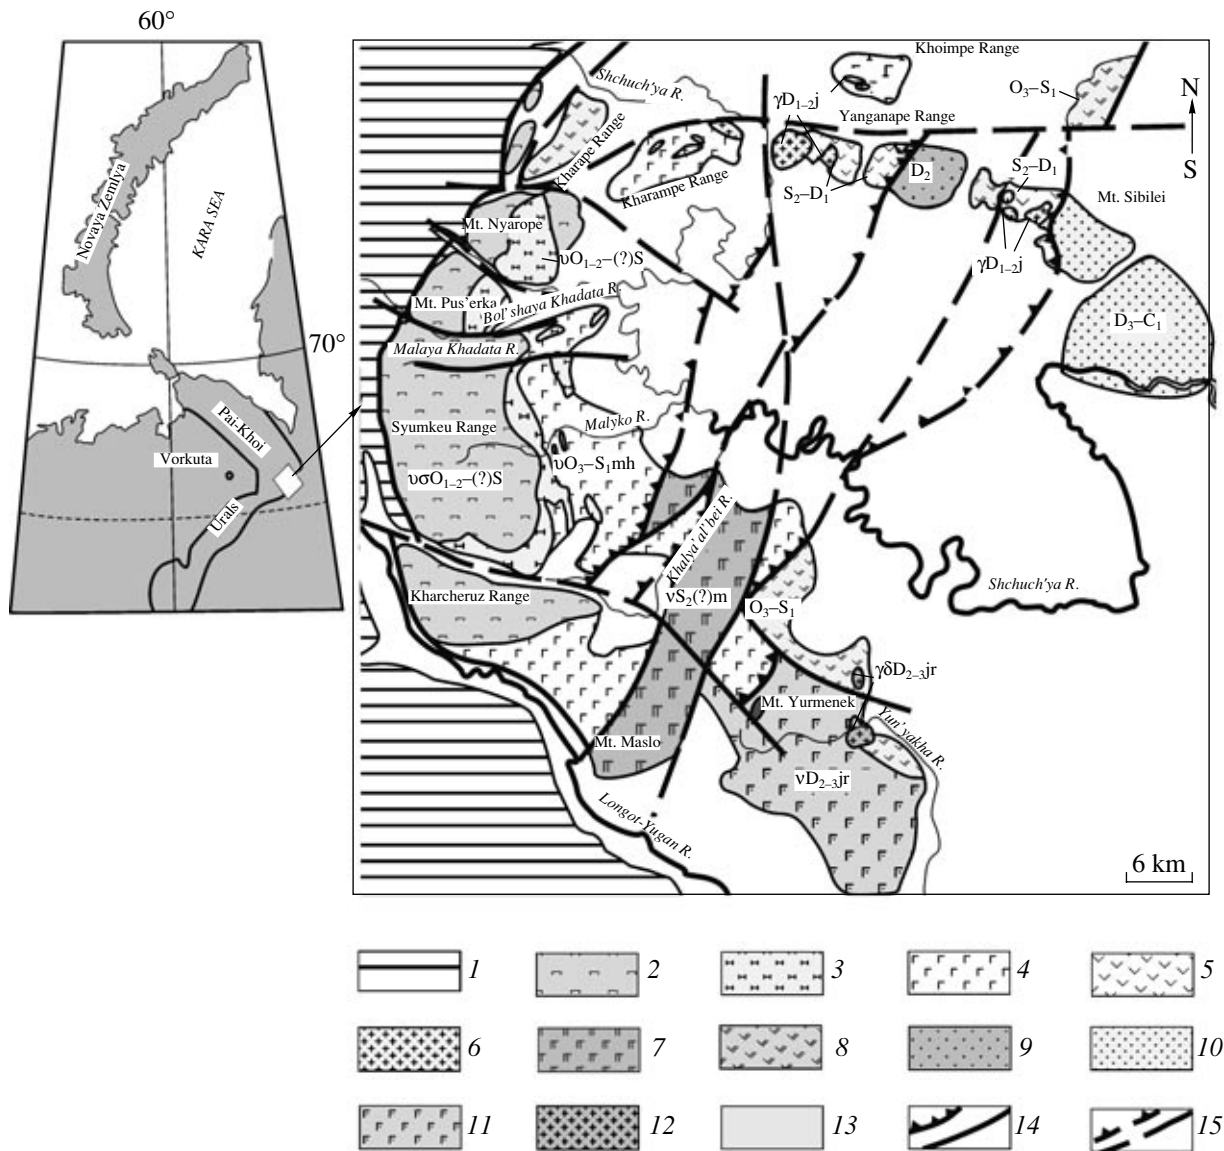 60°
Novaya Zemlya
KARA SEA
70°
Pai-Khoi
Vorkuta
Urals
Khoimpe Range
Shchuch'ya R.
O₃–S₁
N
S
γD₁₋₂j
Yanganape Range
Kharape Range
Kharampe Range
S₂–D₁
D₂
S₂–D₁
Mt. Sibilei
Mt. Nyarope
υO₁₋₂–(?)S
γD₁₋₂j
Mt. Pus'erka
Bol'shaya Khadata R.
D₃–C₁
Malaya Khadata R.
Syumkeu Range
Malyko R.
υO₃–S₁mh
υσO₁₋₂–(?)S
Khalya'al'bei R.
Kharcheruz Range
νS₂(?)m
O₃–S₁
Shchuch'ya R.
γδD₂₋₃jr
Mt. Yurmenek
Yun'yakha R.
Mt. Maslo
νD₂₋₃jr
Longot-Yugan R.
6 km
1 2 3 4 5
6 7 8 9 10
11 12 13 14 15